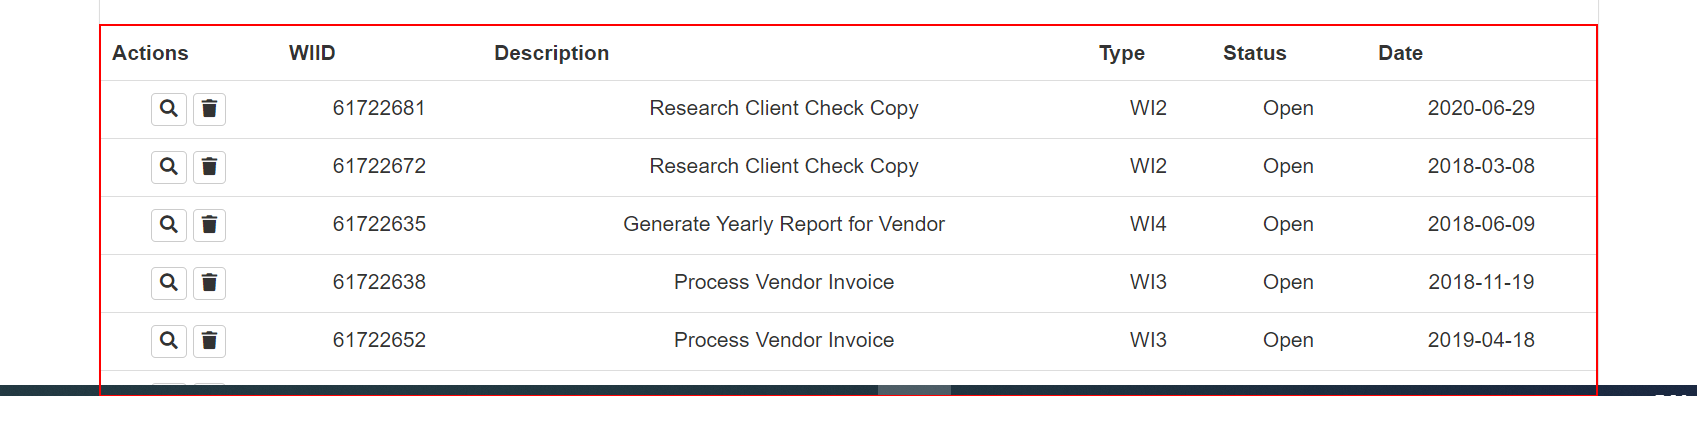 Actions WIID Description Type Status Date
61722681 Research Client Check Copy WI2 Open 2020-06-29
61722672 Research Client Check Copy WI2 Open 2018-03-08
61722635 Generate Yearly Report for Vendor WI4 Open 2018-06-09
61722638 Process Vendor Invoice WI3 Open 2018-11-19
61722652 Process Vendor Invoice WI3 Open 2019-04-18